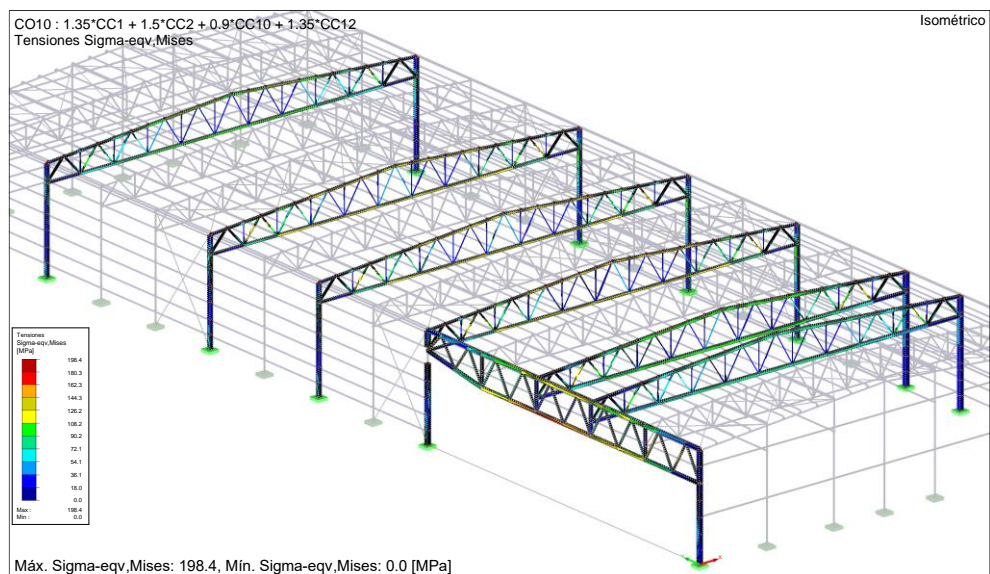 CO10 : 1.35*CC1 + 1.5*CC2 + 0.9*CC10 + 1.35*CC12
Isométrico
Tensiones Sigma-eqv,Mises
Tensiones
Sigma-eqv,Mises
[MPa]
198.4
180.3
162.3
144.3
126.2
108.2
90.2
72.1
54.1
36.1
18.0
0.0
Max : 198.4
Min : 0.0
Máx. Sigma-eqv,Mises: 198.4, Mín. Sigma-eqv,Mises: 0.0 [MPa]